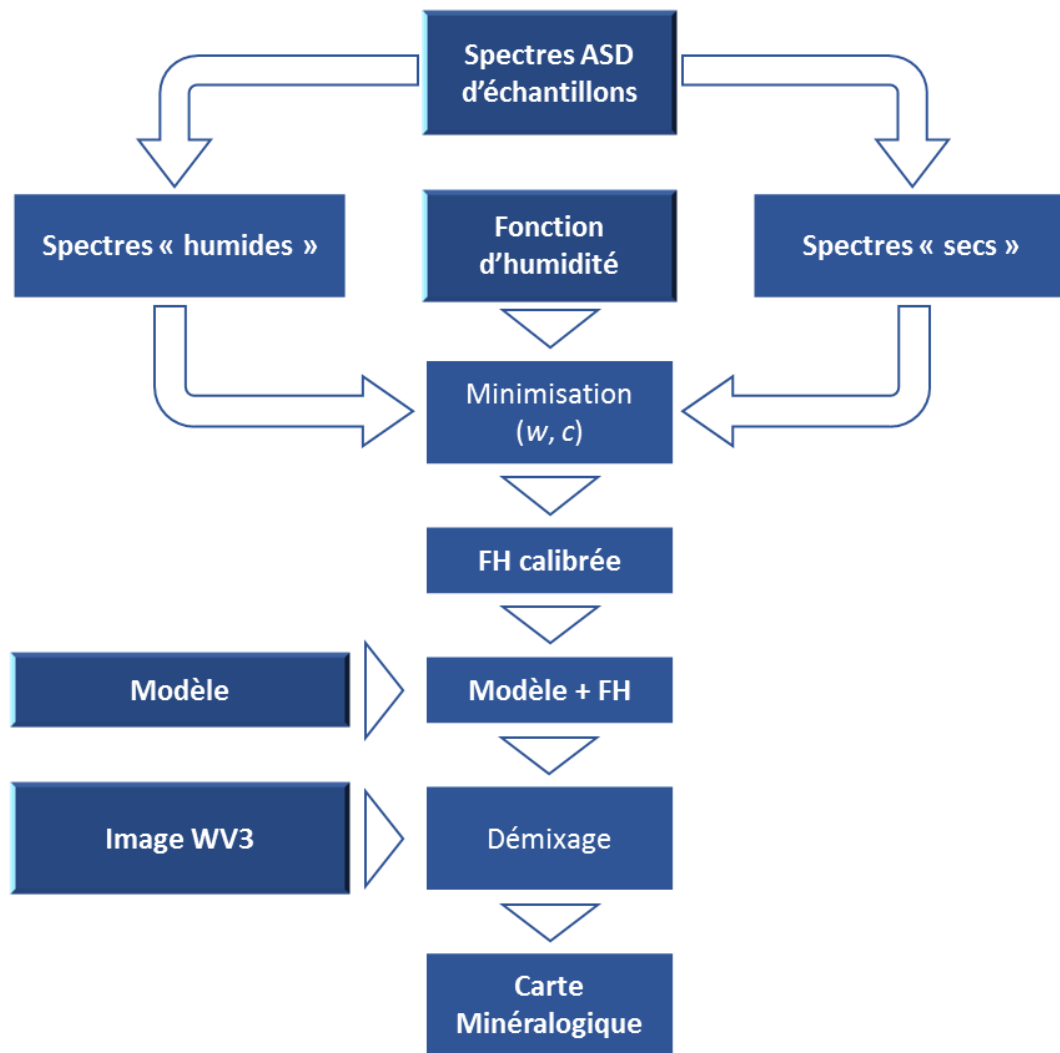 Spectres ASD
d'échantillons
Spectres « humides »
Fonction
d'humidité
Spectres « secs »
Minimisation
(w, c)
FH calibrée
Modèle
Modèle + FH
Image WV3
Démixage
Carte
Minéralogique